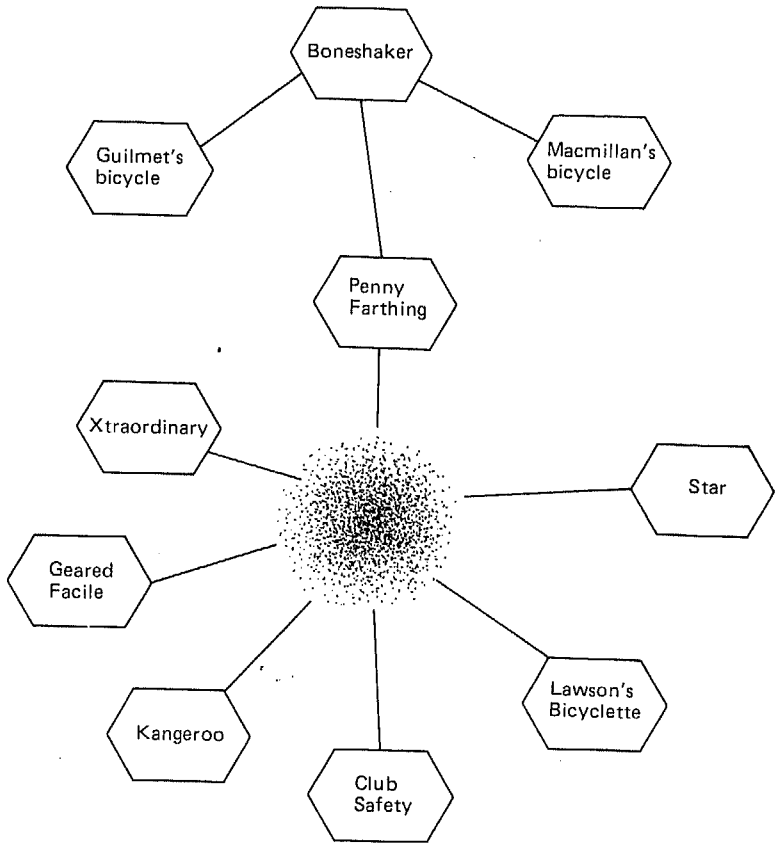 Boneshaker
Guilmet's
bicycle
Macmillan's
bicycle
Penny
Farthing
Xtraordinary
Star
Geared
Facile
Lawson's
Bicyclette
Kangeroo
Club
Safety